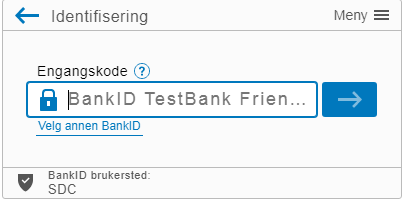 Identifisering Meny
Engangskode ?
BankID TestBank Frien...
Velg annen BankID
BankID brukersted:
SDC